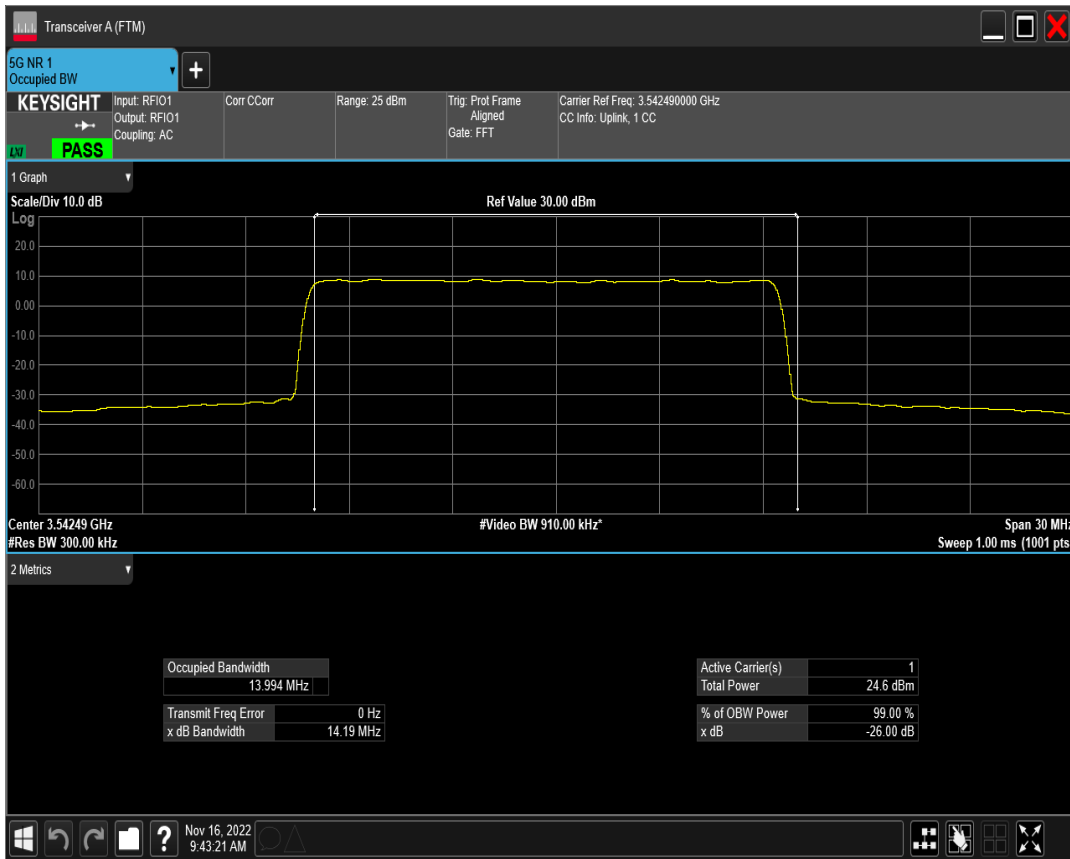 Transceiver A (FTM)
5G NR 1
Occupied BW
+
KEYSIGHT
LXI
PASS
Input: RFIO1
Output: RFIO1
Coupling: AC
Corr CCorr
Range: 25 dBm
Trig: Prot Frame
Aligned
Gate: FFT
Carrier Ref Freq: 3.542490000 GHz
CC Info: Uplink, 1 CC
1 Graph
Scale/Div 10.0 dB
Ref Value 30.00 dBm
Log
20.0
10.0
0.00
-10.0
-20.0
-30.0
-40.0
-50.0
-60.0
Center 3.54249 GHz
#Video BW 910.00 kHz*
Span 30 MHz
#Res BW 300.00 kHz
Sweep 1.00 ms (1001 pts
2 Metrics
Occupied Bandwidth
13.994 MHz
Transmit Freq Error 0 Hz
x dB Bandwidth 14.19 MHz
Active Carrier(s) 1
Total Power 24.6 dBm
% of OBW Power 99.00 %
x dB -26.00 dB
?
Nov 16, 2022
9:43:21 AM